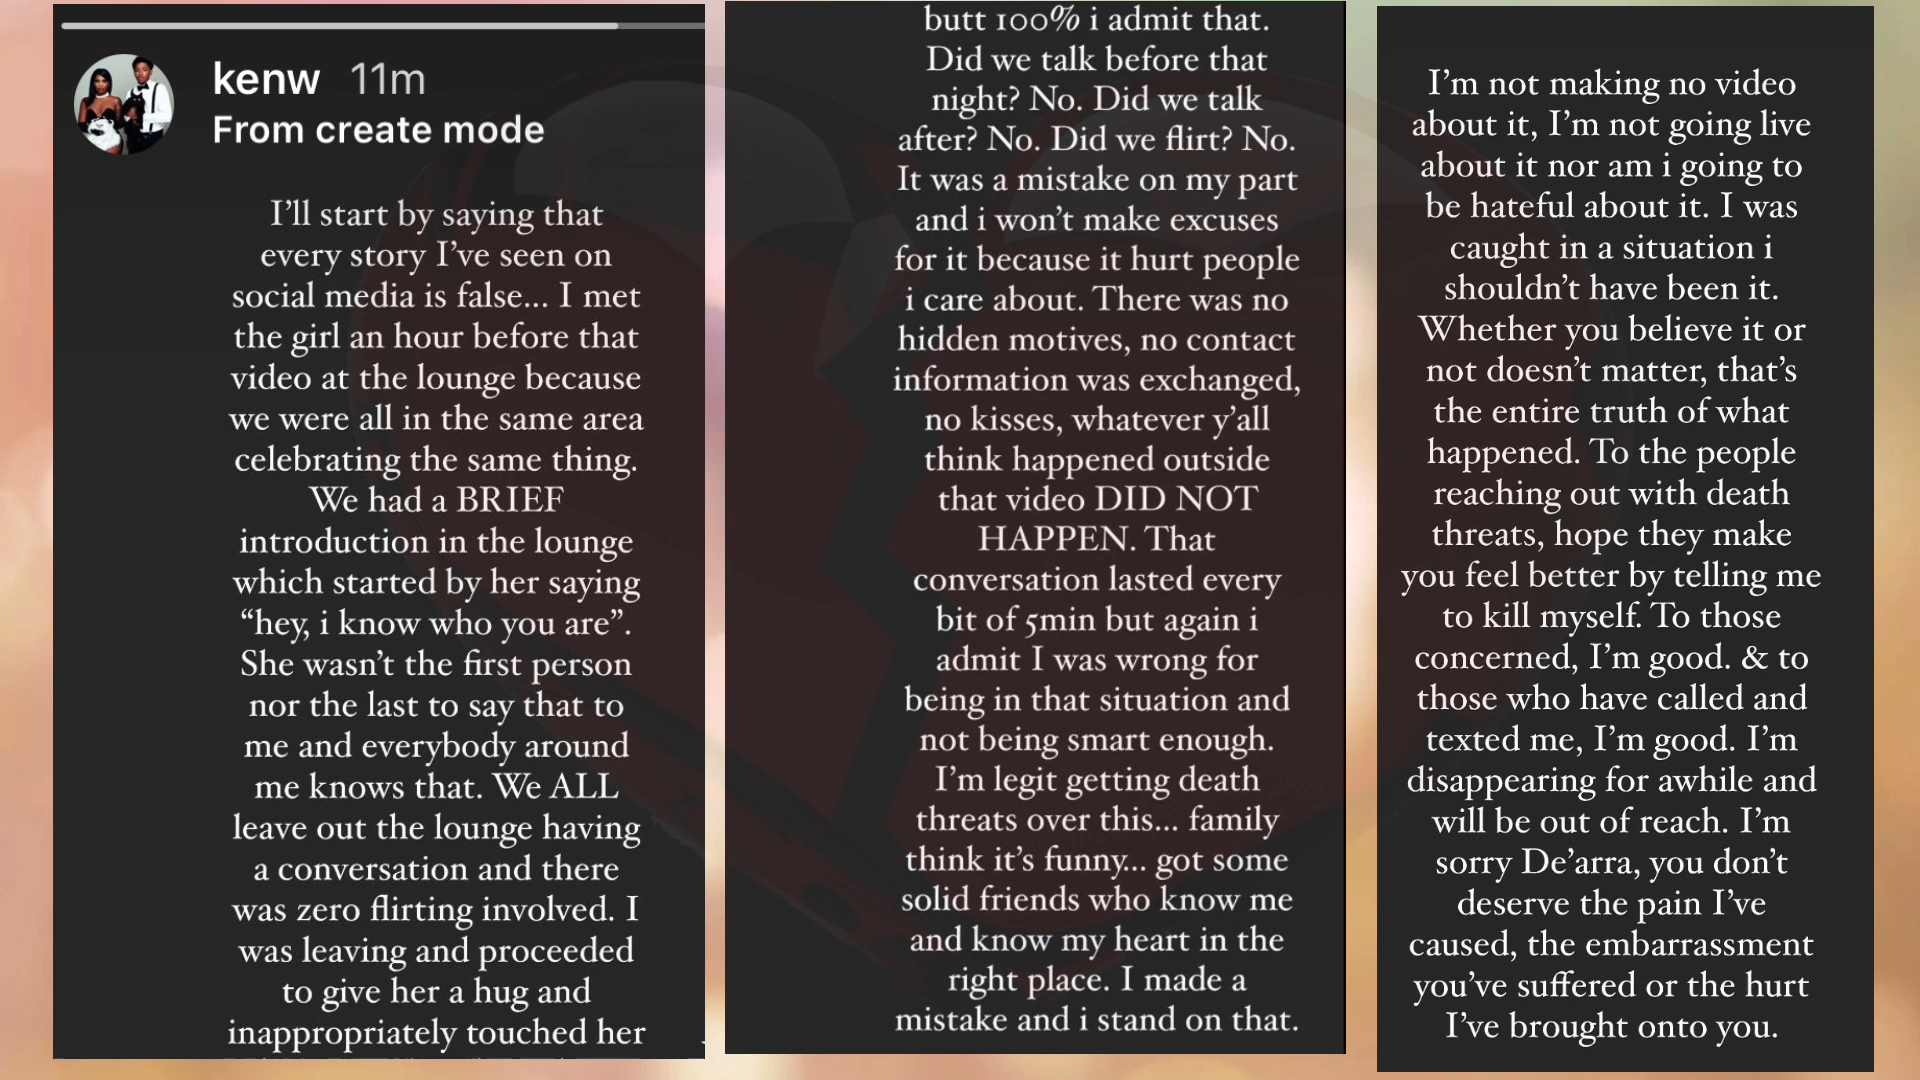 kenw 11m
From create mode
I'll start by saying that
every story I've seen on
social media is false... I met
the girl an hour before that
video at the lounge because
we were all in the same area
celebrating the same thing.
We had a BRIEF
introduction in the lounge
which started by her saying
“hey, i know who you are”.
She wasn't the first person
nor the last to say that to
me and everybody around
me knows that. We ALL
leave out the lounge having
a conversation and there
was zero flirting involved. I
was leaving and proceeded
to give her a hug and
inappropriately touched her
butt 100% i admit that.
Did we talk before that
night? No. Did we talk
after? No. Did we flirt? No.
It was a mistake on my part
and i won't make excuses
for it because it hurt people
i care about. There was no
hidden motives, no contact
information was exchanged,
no kisses, whatever y'all
think happened outside
that video DID NOT
HAPPEN. That
conversation lasted every
bit of 5min but again i
admit I was wrong for
being in that situation and
not being smart enough.
I'm legit getting death
threats over this... family
think it's funny... got some
solid friends who know me
and know my heart in the
right place. I made a
mistake and i stand on that.
I'm not making no video
about it, I'm not going live
about it nor am i going to
be hateful about it. I was
caught in a situation i
shouldn't have been it.
Whether you believe it or
not doesn't matter, that's
the entire truth of what
happened. To the people
reaching out with death
threats, hope they make
you feel better by telling me
to kill myself. To those
concerned, I'm good. & to
those who have called and
texted me, I'm good. I'm
disappearing for awhile and
will be out of reach. I'm
sorry De'arra, you don't
deserve the pain I've
caused, the embarrassment
you've suffered or the hurt
I've brought onto you.